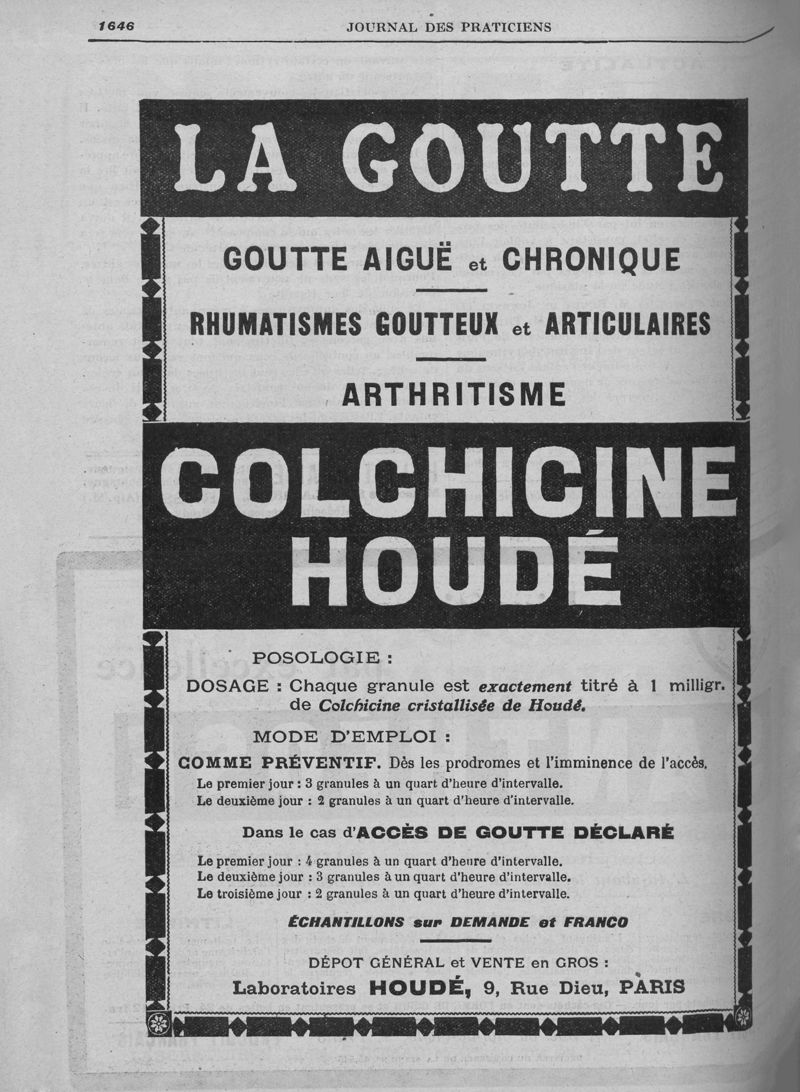 1646
JOURNAL DES PRATICIENS
LA GOUTTE
GOUTTE AIGUË et CHRONIQUE
RHUMATISMES GOUTTEUX et ARTICULAIRES
ARTHRITISME
COLCHICINE
HOUDÉ
POSOLOGIE :
DOSAGE : Chaque granule est exactement titré à 1 milligr.
de Colchicine cristallisée de Houdé.
MODE D'EMPLOI :
COMME PRÉVENTIF. Dès les prodromes et l'imminence de l'accès,
Le premier jour : 3 granules à un quart d'heure d'intervalle.
Le deuxième jour : 2 granules à un quart d'heure d'intervalle.
Dans le cas d'ACCÈS DE GOUTTE DÉCLARÉ
Le premier jour : 4 granules à un quart d'heure d'intervalle.
Le deuxième jour : 3 granules à un quart d'heure d'intervalle.
Le troisième jour : 2 granules à un quart d'heure d'intervalle.
ÉCHANTILLONS sur DEMANDE et FRANCO
DÉPOT GÉNÉRAL et VENTE en GROS :
Laboratoires HOUDÉ, 9, Rue Dieu, PARIS